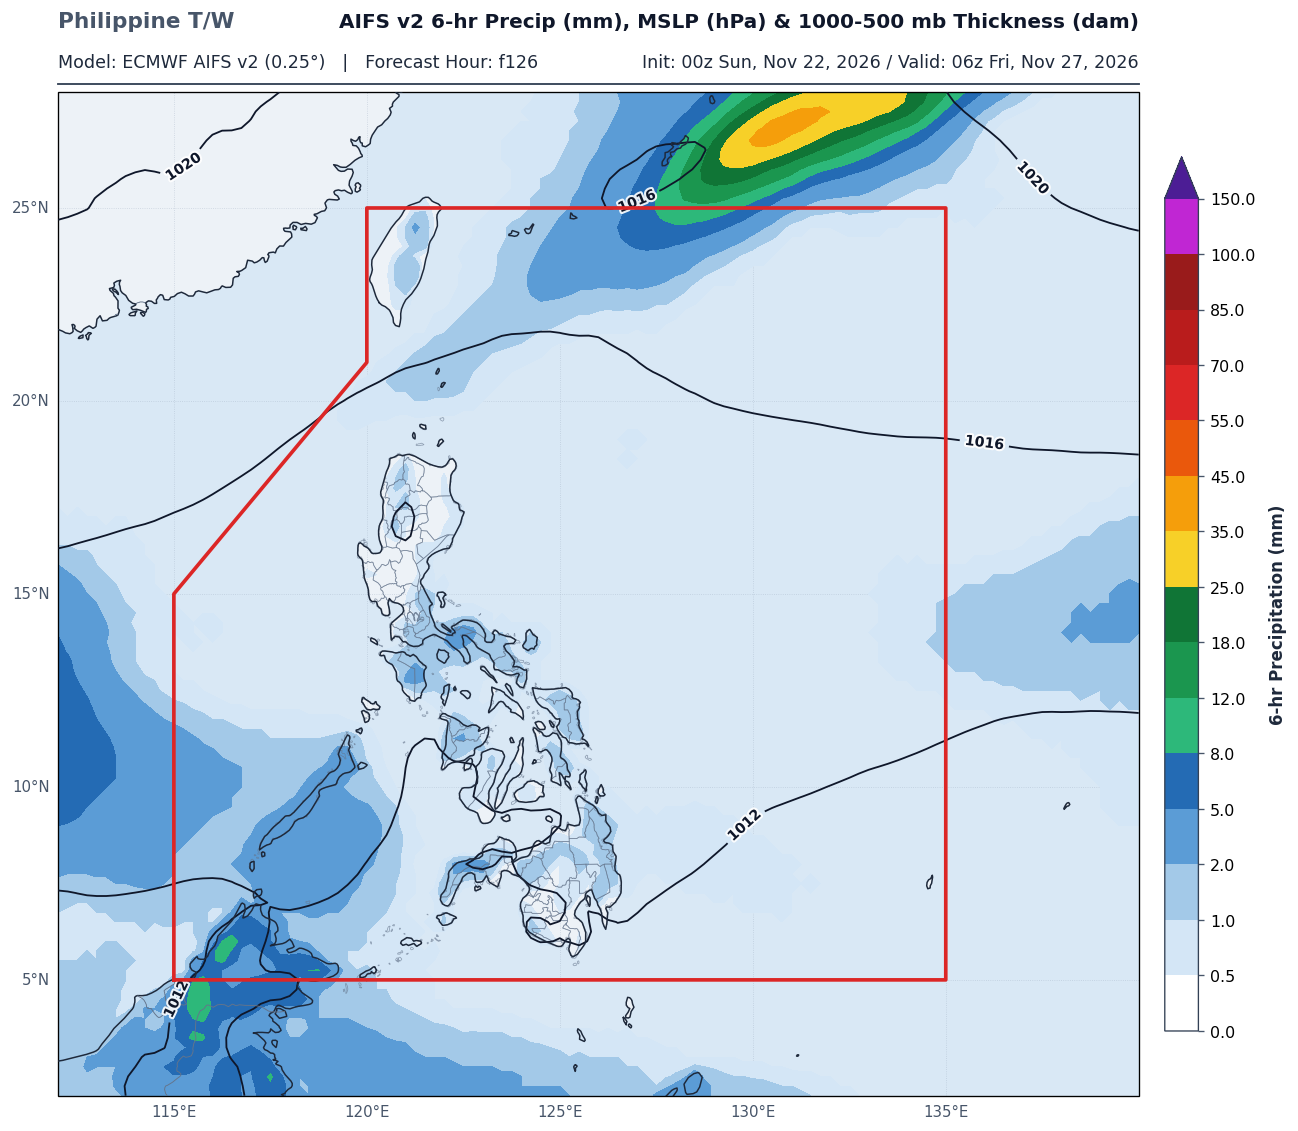 Philippine T/W
AIFS v2 6-hr Precip (mm), MSLP (hPa) & 1000-500 mb Thickness (dam)
Model: ECMWF AIFS v2 (0.25°) | Forecast Hour: f126
Init: 00z Sun, Nov 22, 2026 / Valid: 06z Fri, Nov 27, 2026
1020
1020
1016
1016
1012
1012
25°N
20°N
15°N
10°N
5°N
115°E
120°E
125°E
130°E
135°E
150.0
100.0
85.0
70.0
55.0
45.0
35.0
25.0
18.0
12.0
8.0
5.0
2.0
1.0
0.5
0.0
6-hr Precipitation (mm)